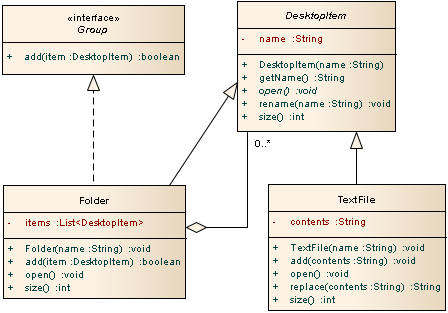 «interface»
Group
+ add(item :DesktopItem) :boolean
DesktopItem
- name :String
+ DesktopItem(name :String)
+ getName() :String
+ open() :void
+ rename(name :String) :void
+ size() :int
0..*
Folder
- items :List<DesktopItem>
+ Folder(name :String) :void
+ add(item :DesktopItem) :boolean
+ open() :void
+ size() :int
TextFile
- contents :String
+ TextFile(name :String) :void
+ add(contents :String) :void
+ open() :void
+ replace(contents :String) :String
+ size() :int